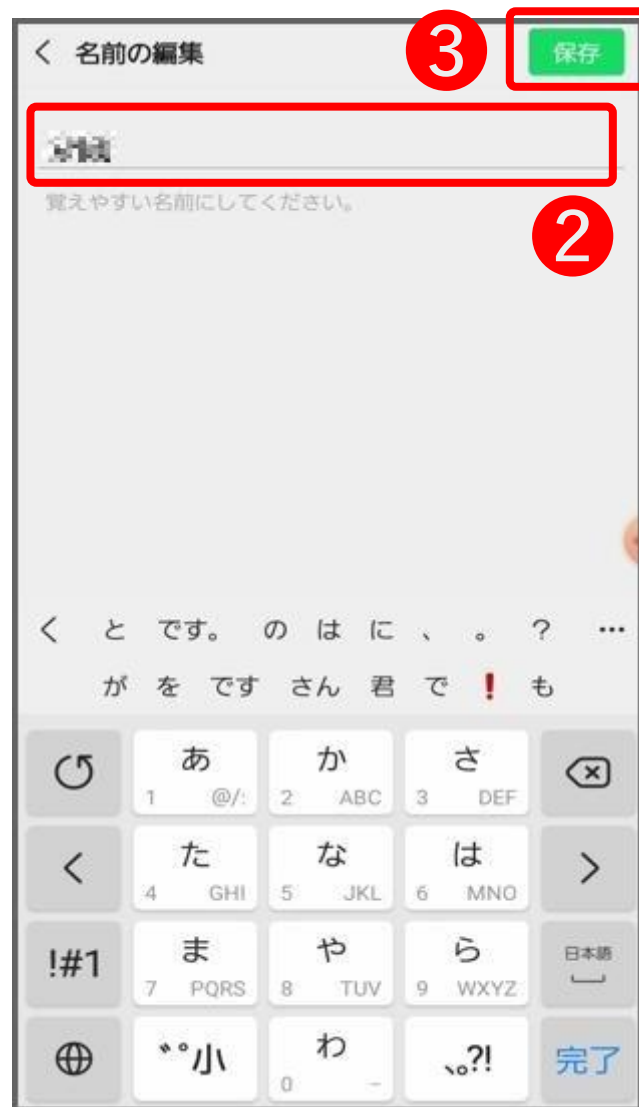 く 名前の編集 3 保存
覚えやすい名前にしてください。
2
く と です。 の は に 、 。 ? …
が を です さん 君 で ❗ も
あ か さ
1 @/: 2 ABC 3 DEF
た な は
4 GHI 5 JKL 6 MNO
!#1 ま や ら 日本語
7 PQRS 8 TUV 9 WXYZ
゛゜小 わ 、。?! 完了
0 −